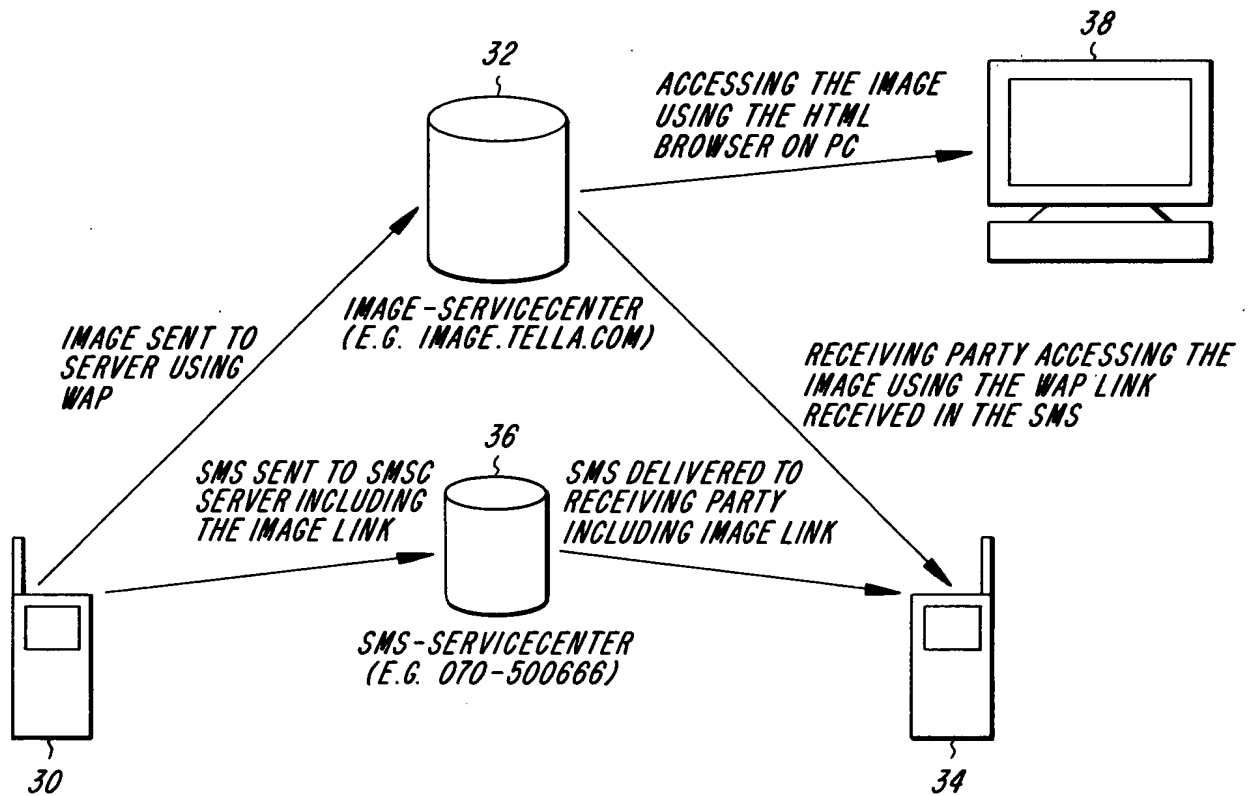 32
38
ACCESSING THE IMAGE
USING THE HTML
BROWSER ON PC
IMAGE-SERVICECENTER
(E.G. IMAGE.TELLA.COM)
IMAGE SENT TO
SERVER USING
WAP
RECEIVING PARTY ACCESSING THE
IMAGE USING THE WAP LINK
RECEIVED IN THE SMS
36
SMS SENT TO SMSC
SERVER INCLUDING
THE IMAGE LINK
SMS DELIVERED TO
RECEIVING PARTY
INCLUDING IMAGE LINK
SMS-SERVICECENTER
(E.G. 070-500666)
30
34